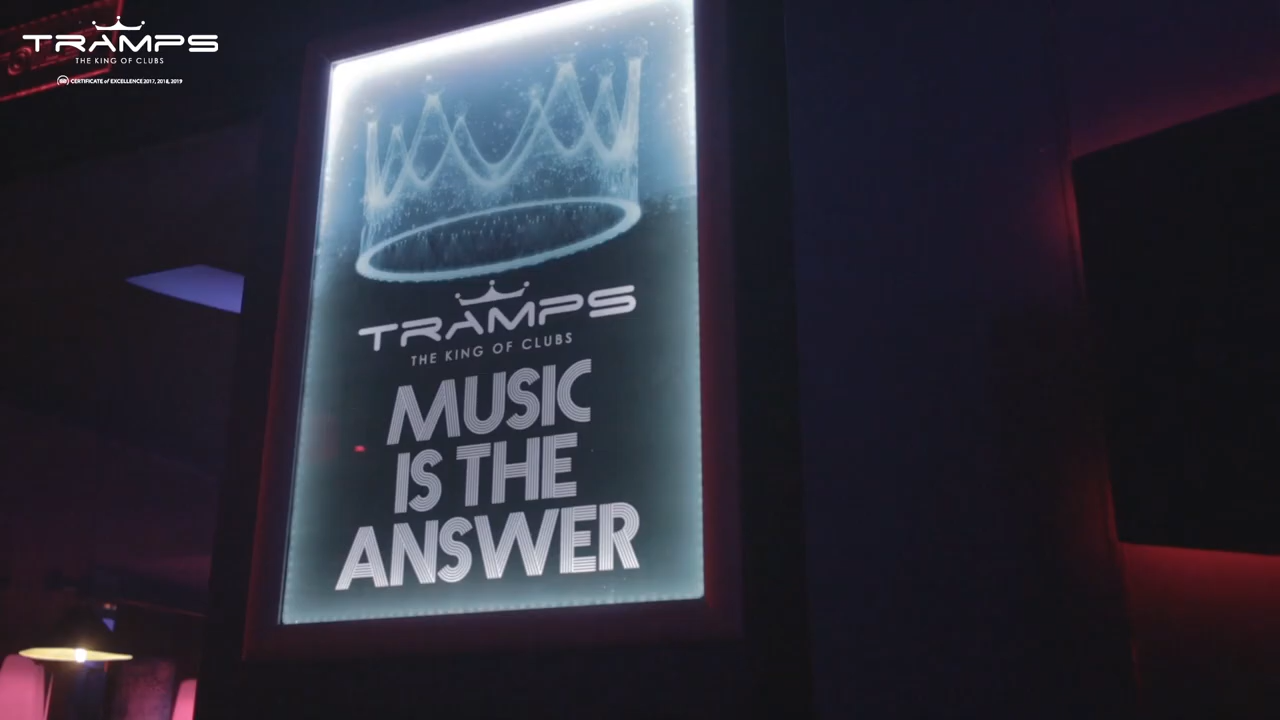 TRAMPS
THE KING OF CLUBS
CERTIFICATE of EXCELLENCE 2017, 2018, 2019
TRAMPS
THE KING OF CLUBS
MUSIC
IS THE
ANSWER